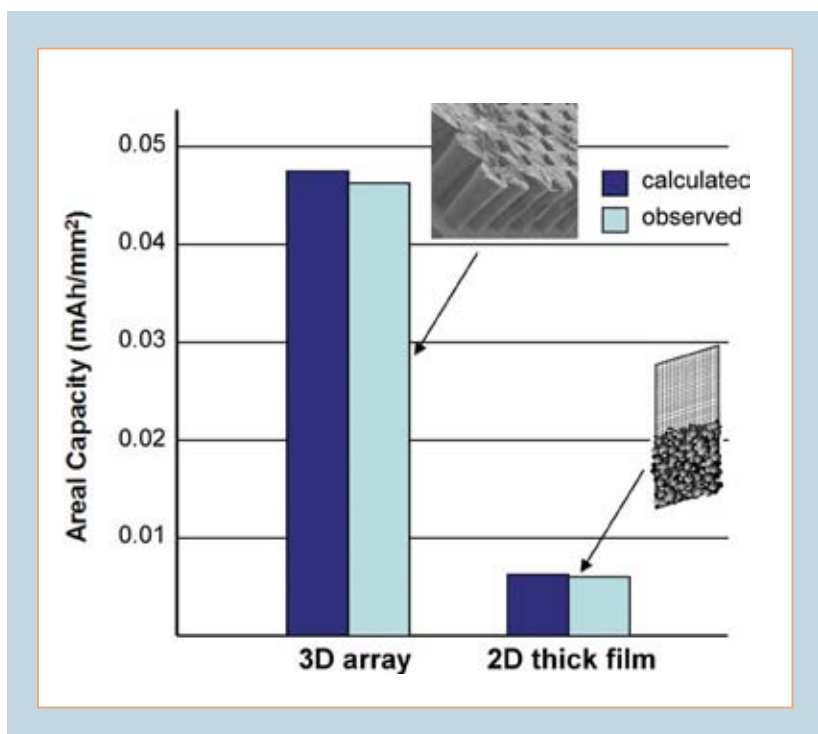 0.05
0.04
0.03
0.02
0.01
Areal Capacity (mAh/mm²)
calculated
observed
3D array
2D thick film